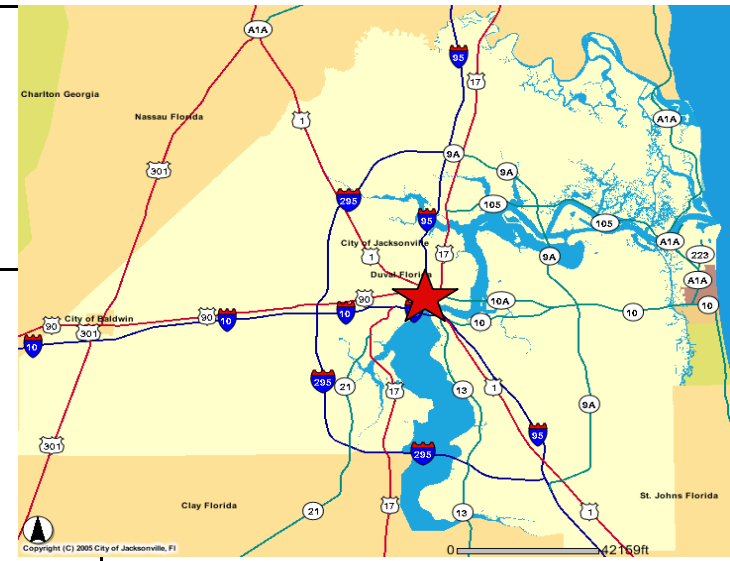 A1A
95
17
Charlton Georgia
Nassau Florida
1
A1A
9A
301
9A
295
105
95
105
City of Jacksonville
A1A
1
17
9A
223
Duval Florida
A1A
90
10A
10
90
City of Baldwin
90
10
10
301
10
10
295
21
17
13
1
9A
95
301
295
Clay Florida
St. Johns Florida
21
17
13
1
Copyright (C) 2005 City of Jacksonville, Fl
0
42159ft